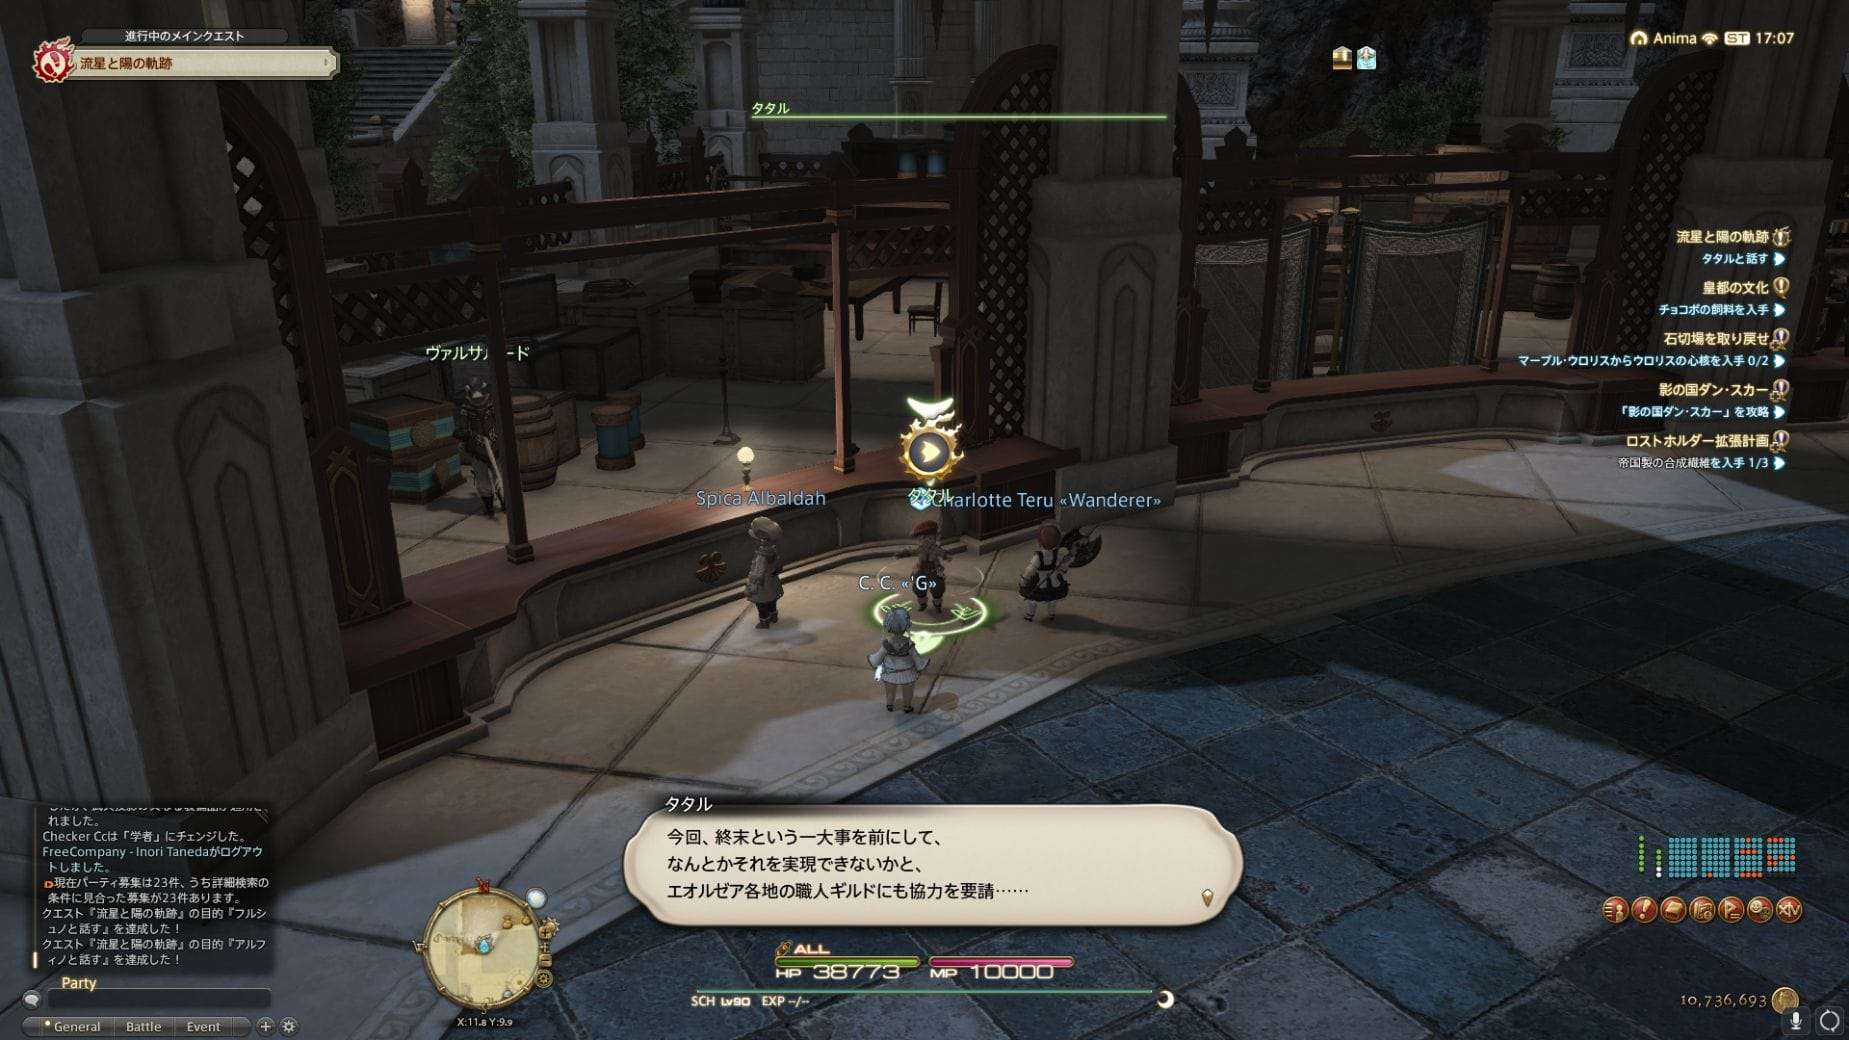 進行中のメインクエスト
流星と陽の軌跡
Anima ST 17:07
タタル
流星と陽の軌跡
タタルと話す
皇都の文化
チョコボの飼料を入手
石切場を取り戻せ
マーブル・ウロリスからウロリスの心核を入手 0/2
影の国ダン・スカー
「影の国ダン・スカー」を攻略
ロストホルダー拡張計画
帝国製の合成繊維を入手 1/3
Spica Albaldah
タタル
Charlotte Teru «Wanderer»
C. C. «'G»
タタル
今回、終末という一大事を前にして、
なんとかそれを実現できないかと、
エオルゼア各地の職人ギルドにも協力を要請……
れました。
Checker Ccは「学者」にチェンジした。
FreeCompany - Inori Tanedaがログアウ
トしました。
現在パーティ募集は23件、うち詳細検索の
条件に見合った募集が23件あります。
クエスト『流星と陽の軌跡』の目的『フルシ
ュノと話す』を達成した！
クエスト『流星と陽の軌跡』の目的『アルフ
ィノと話す』を達成した！
Party
General Battle Event
X:11.8 Y:9.9
ALL
HP 38773 MP 10000
SCH Lv90 EXP --/--
10,736,693